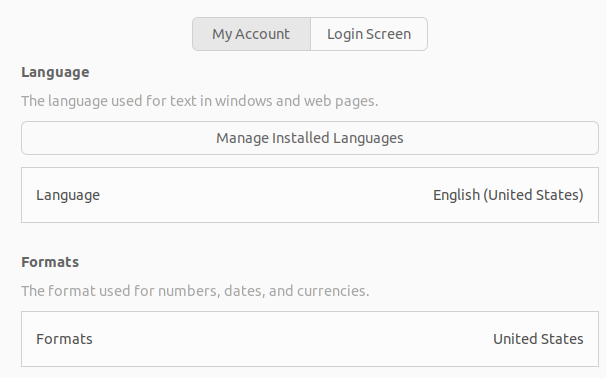 My Account Login Screen
Language
The language used for text in windows and web pages.
Manage Installed Languages
Language English (United States)
Formats
The format used for numbers, dates, and currencies.
Formats United States